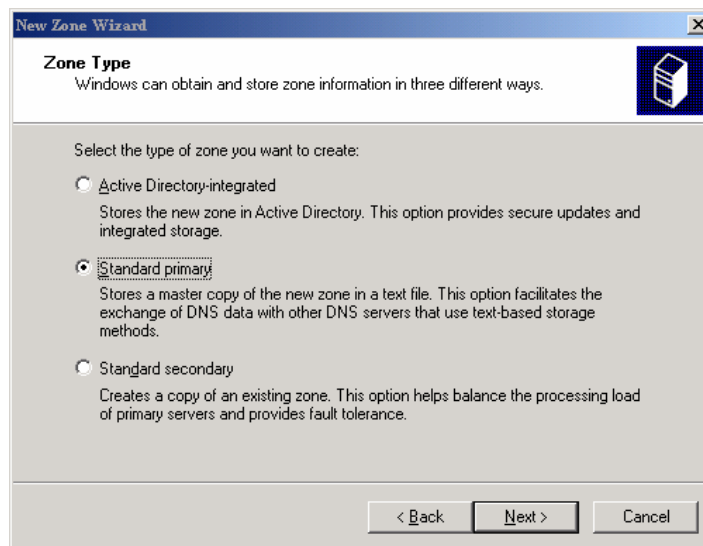 New Zone Wizard
Zone Type
Windows can obtain and store zone information in three different ways.
Select the type of zone you want to create:
Active Directory-integrated
Stores the new zone in Active Directory. This option provides secure updates and
integrated storage.
Standard primary
Stores a master copy of the new zone in a text file. This option facilitates the
exchange of DNS data with other DNS servers that use text-based storage
methods.
Standard secondary
Creates a copy of an existing zone. This option helps balance the processing load
of primary servers and provides fault tolerance.
< Back
Next >
Cancel